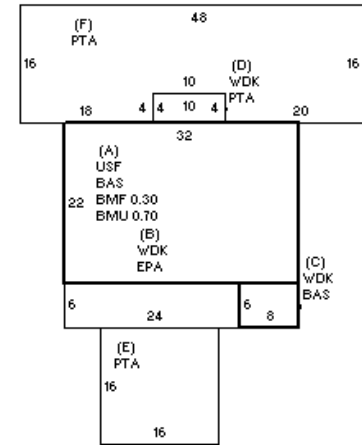 48
(F)
PTA
16
16
(D)
WDK
PTA
10
18
4
4
10
4
20
32
(A)
USF
BAS
BMF 0.30
BMU 0.70
22
(B)
WDK
EPA
(C)
WDK
BAS
6
24
6
8
(E)
PTA
16
16